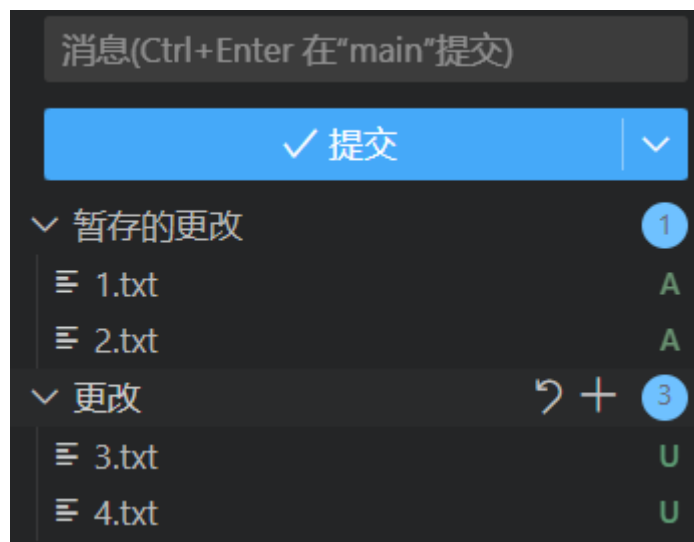 消息(Ctrl+Enter 在“main”提交)
提交
暂存的更改 1
1.txt A
2.txt A
更改 3
3.txt U
4.txt U